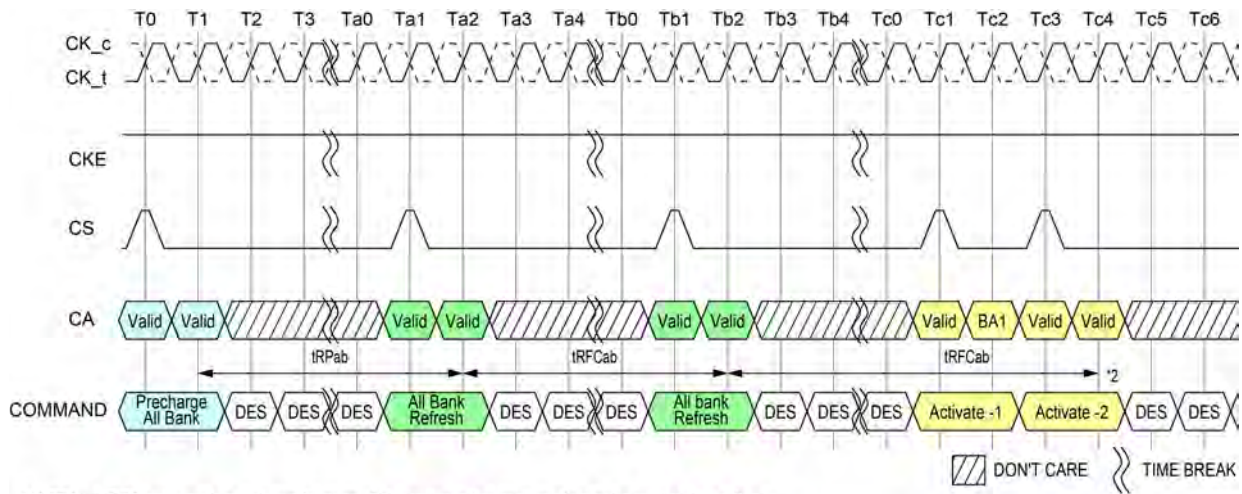 T0 T1 T2 T3 Ta0 Ta1 Ta2 Ta3 Ta4 Tb0 Tb1 Tb2 Tb3 Tb4 Tc0 Tc1 Tc2 Tc3 Tc4 Tc5 Tc6
CK_c
CK_t
CKE
CS
CA Valid Valid Valid Valid Valid Valid Valid BA1 Valid Valid
tRPab tRFCab tRFCab *2
COMMAND Precharge All Bank DES DES DES All Bank Refresh DES DES DES All bank Refresh DES DES DES Activate -1 Activate -2 DES DES
DON'T CARE TIME BREAK